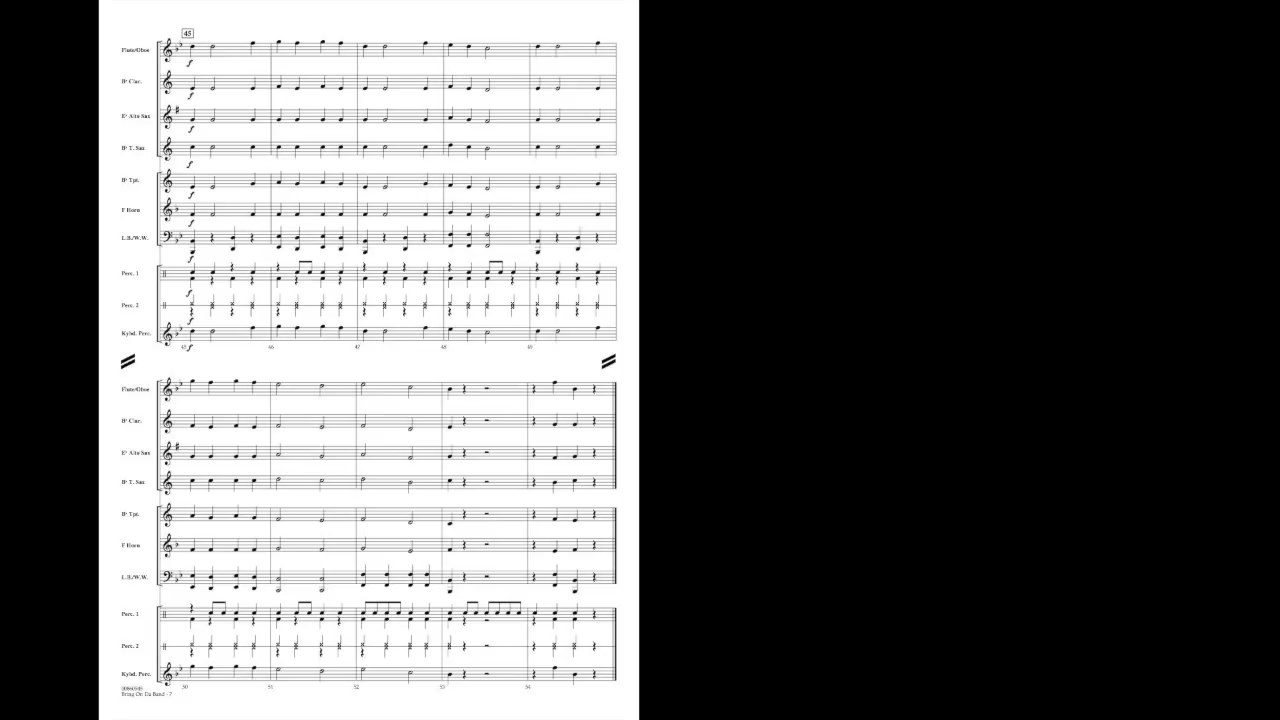 45
Flute/Oboe
f
B♭ Clar.
f
E♭ Alto Sax
f
B♭ T. Sax
f
B♭ Tpt.
f
F Horn
f
L.B./W.W.
f
Perc. 1
f
Perc. 2
f
Kybd. Perc.
f
45 46 47 48 49
Flute/Oboe
B♭ Clar.
E♭ Alto Sax
B♭ T. Sax
B♭ Tpt.
F Horn
L.B./W.W.
Perc. 1
Perc. 2
Kybd. Perc.
50 51 52 53 54
Bring On Da Band - 7